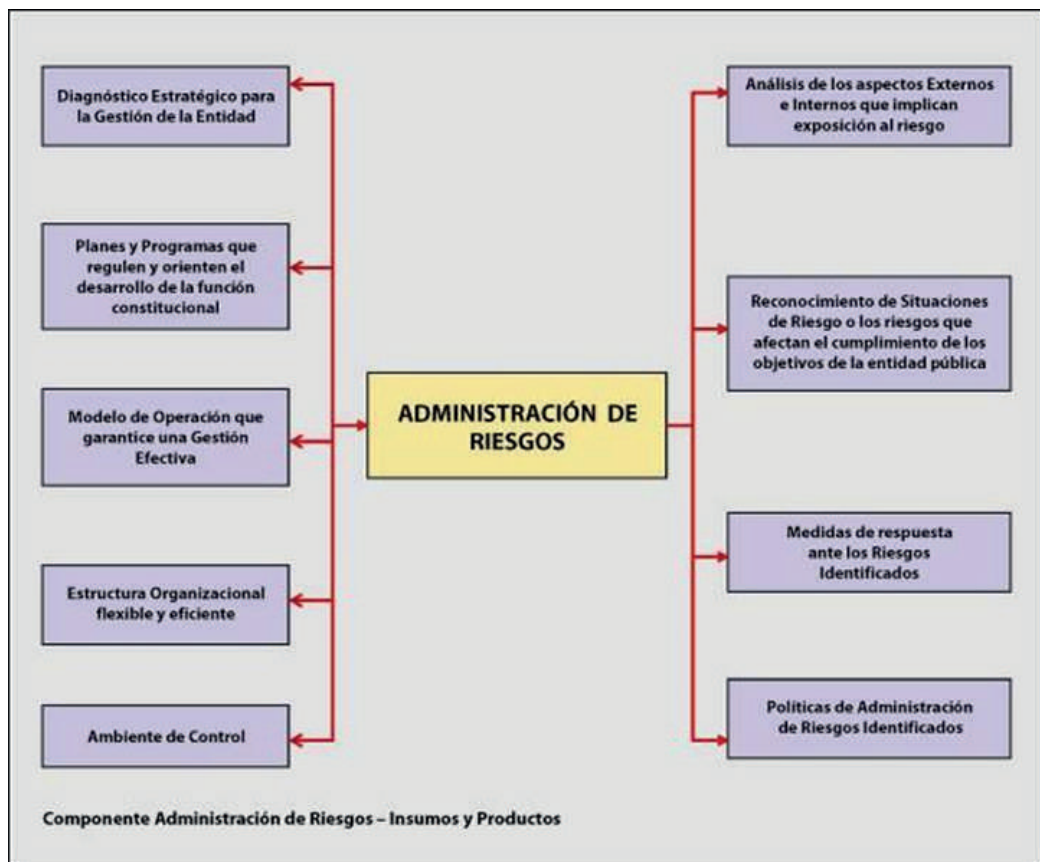 Diagnóstico Estratégico para
la Gestión de la Entidad
Planes y Programas que
regulen y orienten el
desarrollo de la función
constitucional
Modelo de Operación que
garantice una Gestión
Efectiva
Estructura Organizacional
flexible y eficiente
Ambiente de Control
ADMINISTRACIÓN DE
RIESGOS
Análisis de los aspectos Externos
e Internos que implican
exposición al riesgo
Reconocimiento de Situaciones
de Riesgo o los riesgos que
afectan el cumplimiento de los
objetivos de la entidad pública
Medidas de respuesta
ante los Riesgos
Identificados
Políticas de Administración
de Riesgos Identificados
Componente Administración de Riesgos – Insumos y Productos